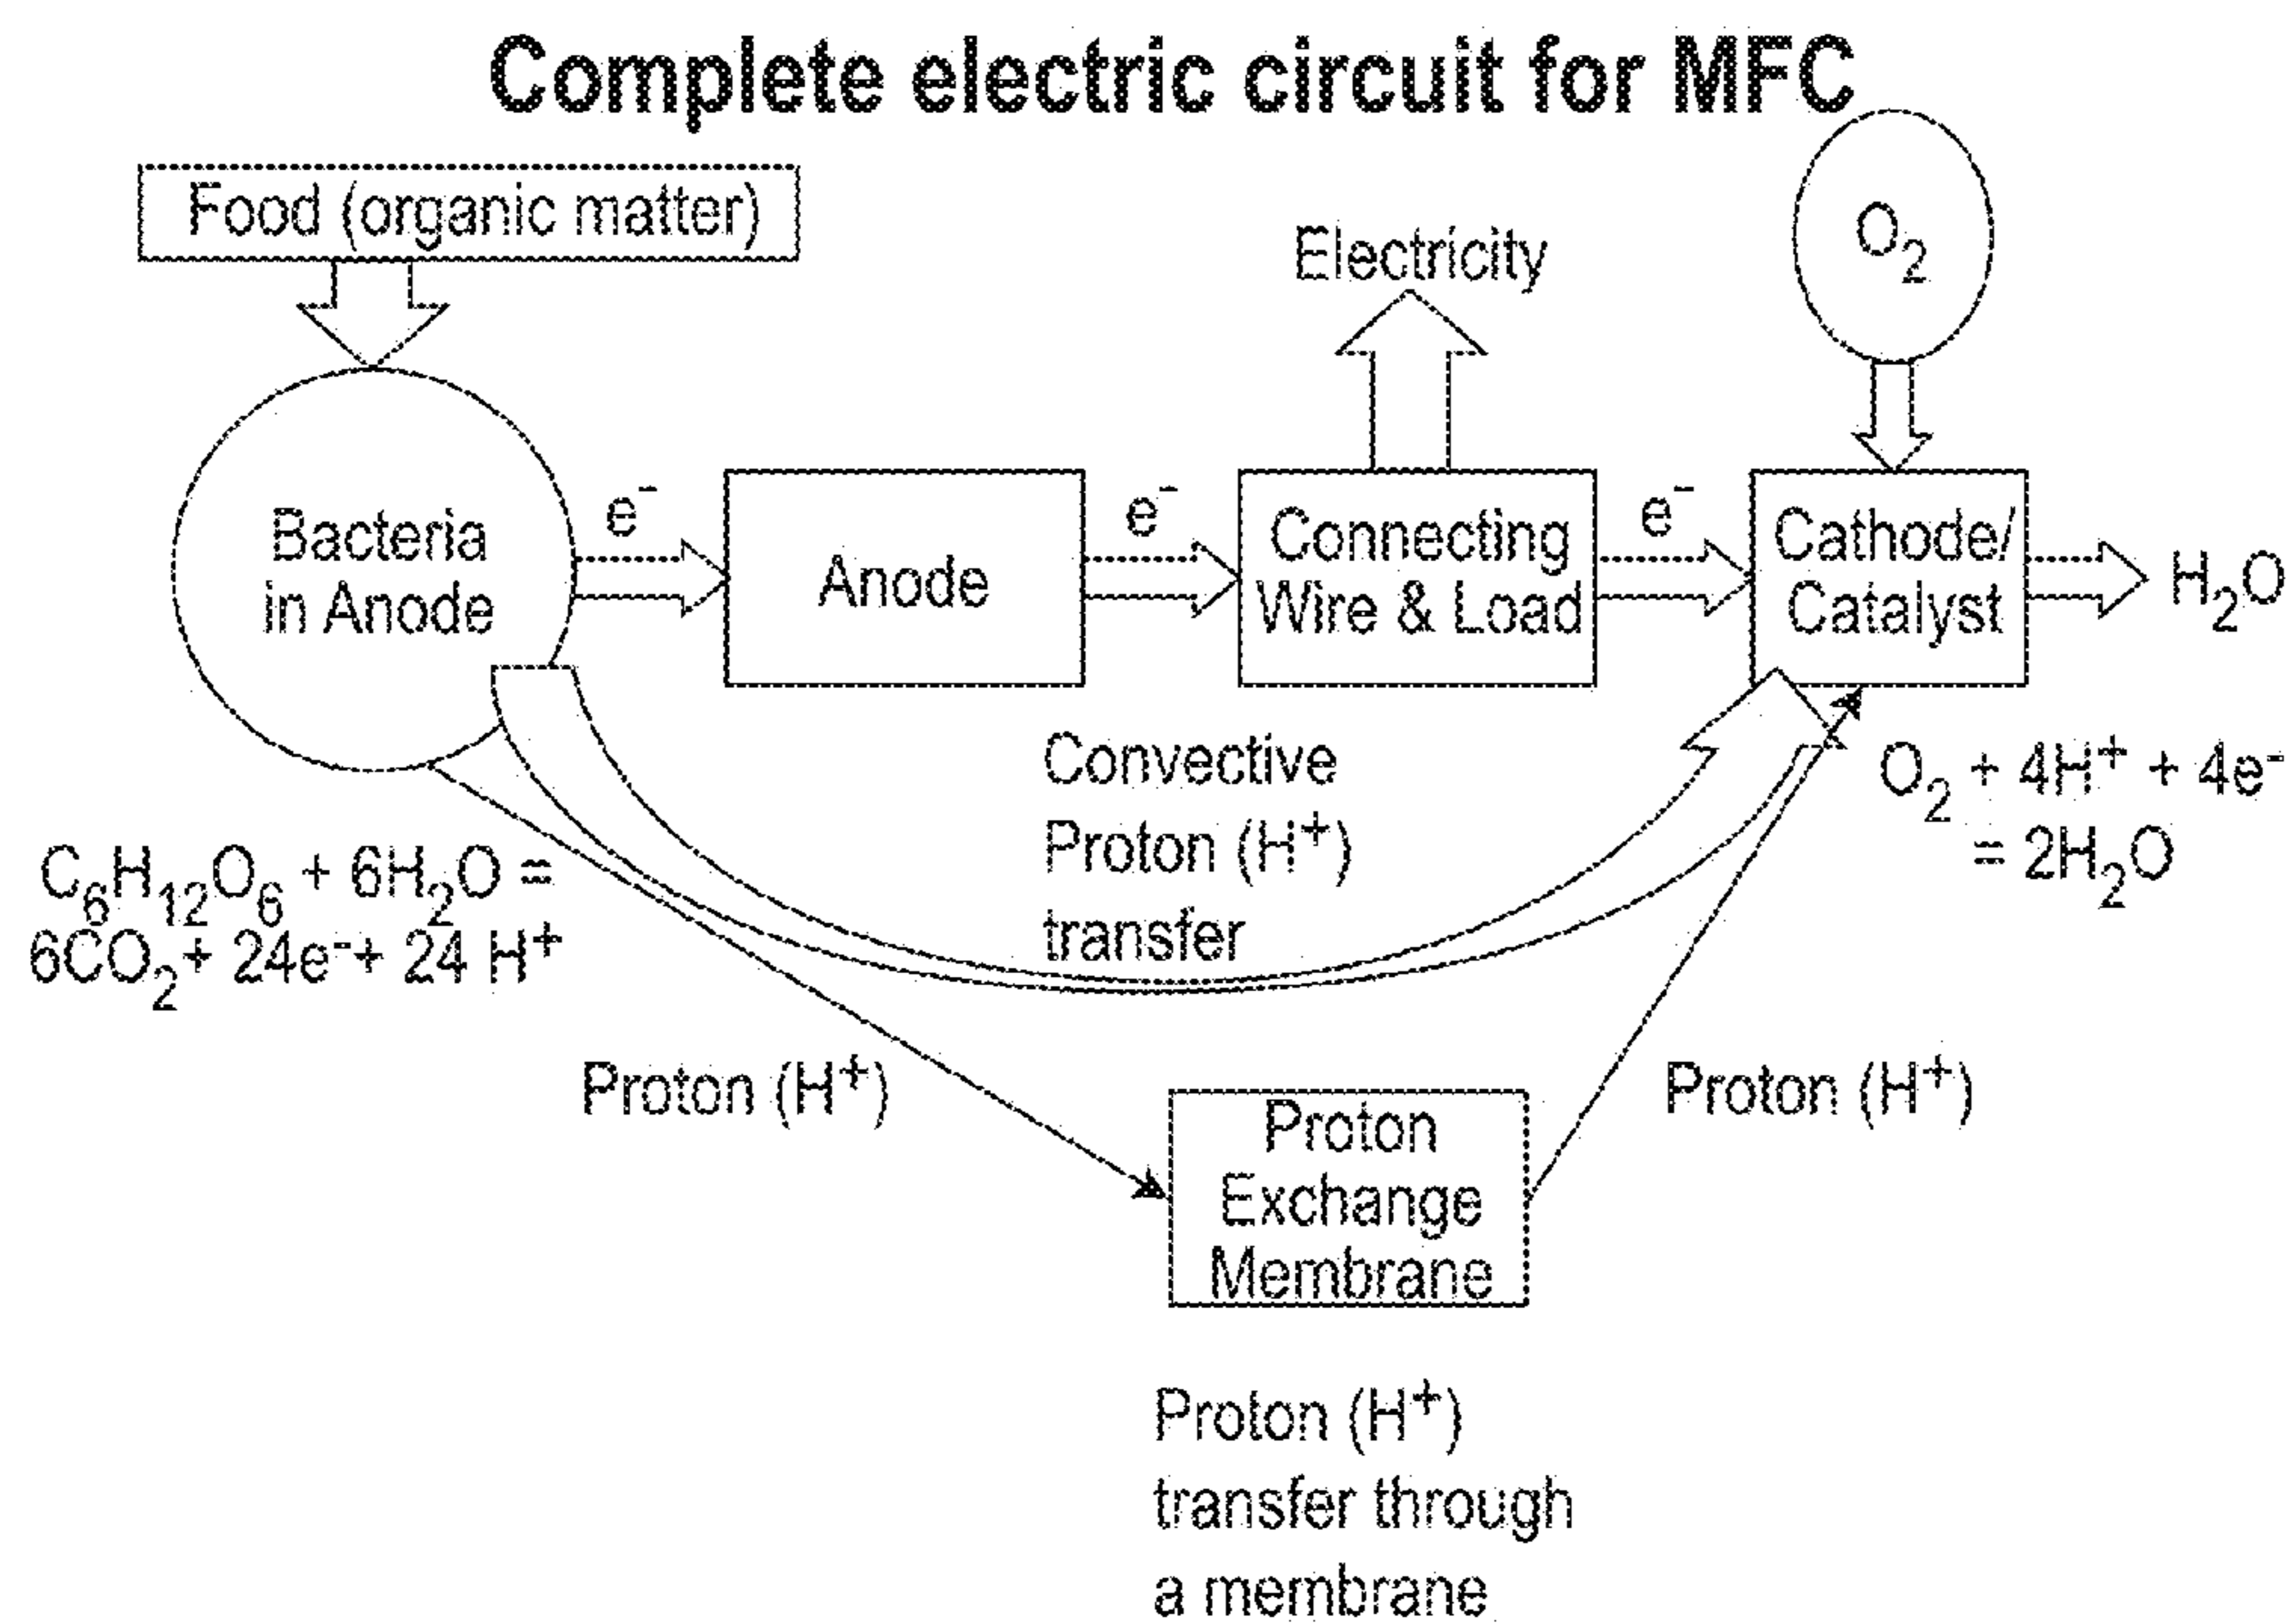 Complete electric circuit for MFC
Food (organic matter)
Electricity
O₂
Bacteria
in Anode
e⁻
Anode
e⁻
Connecting
Wire & Load
e⁻
Cathode/
Catalyst
H₂O
Convective
Proton (H⁺)
transfer
O₂ + 4H⁺ + 4e⁻
= 2H₂O
C₆H₁₂O₆ + 6H₂O =
6CO₂+ 24e⁻+ 24 H⁺
Proton (H⁺)
Proton (H⁺)
Proton
Exchange
Membrane
Proton (H⁺)
transfer through
a membrane